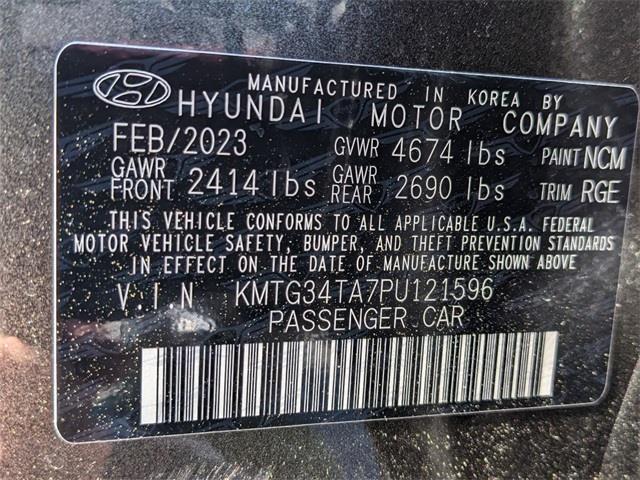 MANUFACTURED IN KOREA BY
HYUNDAI MOTOR COMPANY
FEB/2023 GVWR 4674 lbs PAINT NCM
GAWR FRONT 2414 lbs GAWR REAR 2690 lbs TRIM RGE
THIS VEHICLE CONFORMS TO ALL APPLICABLE U.S.A. FEDERAL
MOTOR VEHICLE SAFETY, BUMPER, AND THEFT PREVENTION STANDARDS
IN EFFECT ON THE DATE OF MANUFACTURE SHOWN ABOVE.
V.I.N KMTG34TA7PU121596
PASSENGER CAR